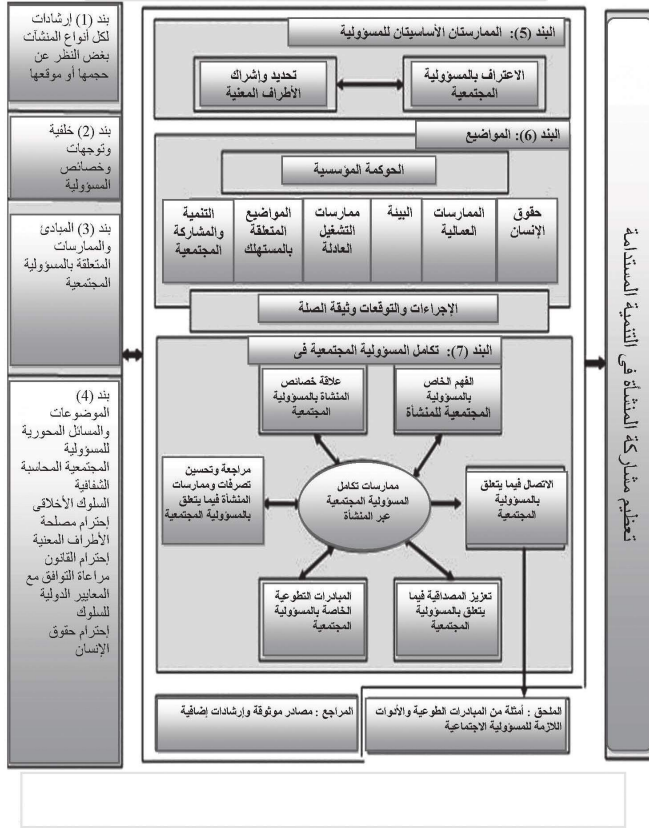 بند (1) إرشادات
لكل أنواع المنشآت
بغض النظر عن
حجمها أو موقعها
بند (2) خلفية
وتوجهات
وخصائص
المسؤولية
بند (3) المبادئ
والممارسات
المتعلقة بالمسؤولية
المجتمعية
بند (4)
الموضوعات
والمسائل المحورية
للمسؤولية
المجتمعية المحاسبة
الشفافية
السلوك الأخلاقى
إحترام مصلحة
الأطراف المعنية
إحترام القانون
مراعاة التوافق مع
المعايير الدولية
للسلوك
إحترام حقوق
الإنسان
البند (5): الممارستان الأساسيتان للمسؤولية
الاعتراف بالمسؤولية
المجتمعية
تحديد وإشراك
الأطراف المعنية
البند (6): المواضيع
الحوكمة المؤسسية
حقوق
الإنسان
الممارسات
العمالية
البيئة
ممارسات
التشغيل
العادلة
المواضيع
المتعلقة
بالمستهلك
التنمية
والمشاركة
المجتمعية
الإجراءات والتوقعات وثيقة الصلة
البند (7): تكامل المسؤولية المجتمعية فى
الفهم الخاص
بالمسؤولية
المجتمعية للمنشأة
علاقة خصائص
المنشاة بالمسؤولية
المجتمعية
الاتصال فيما يتعلق
بالمسؤولية
المجتمعية
ممارسات تكامل
المسؤولية المجتمعية
عبر المنشأة
مراجعة وتحسين
تصرفات وممارسات
المنشأة فيما يتعلق
بالمسؤولية المجتمعية
تعزيز المصداقية فيما
يتعلق بالمسؤولية
المجتمعية
المبادرات التطوعية
الخاصة بالمسؤولية
المجتمعية
الملحق : أمثلة من المبادرات الطوعية والأدوات
اللازمة للمسؤولية الاجتماعية
المراجع : مصادر موثوقة وإرشادات إضافية
تعظيم مشاركة المنشأة فى التنمية المستدامة